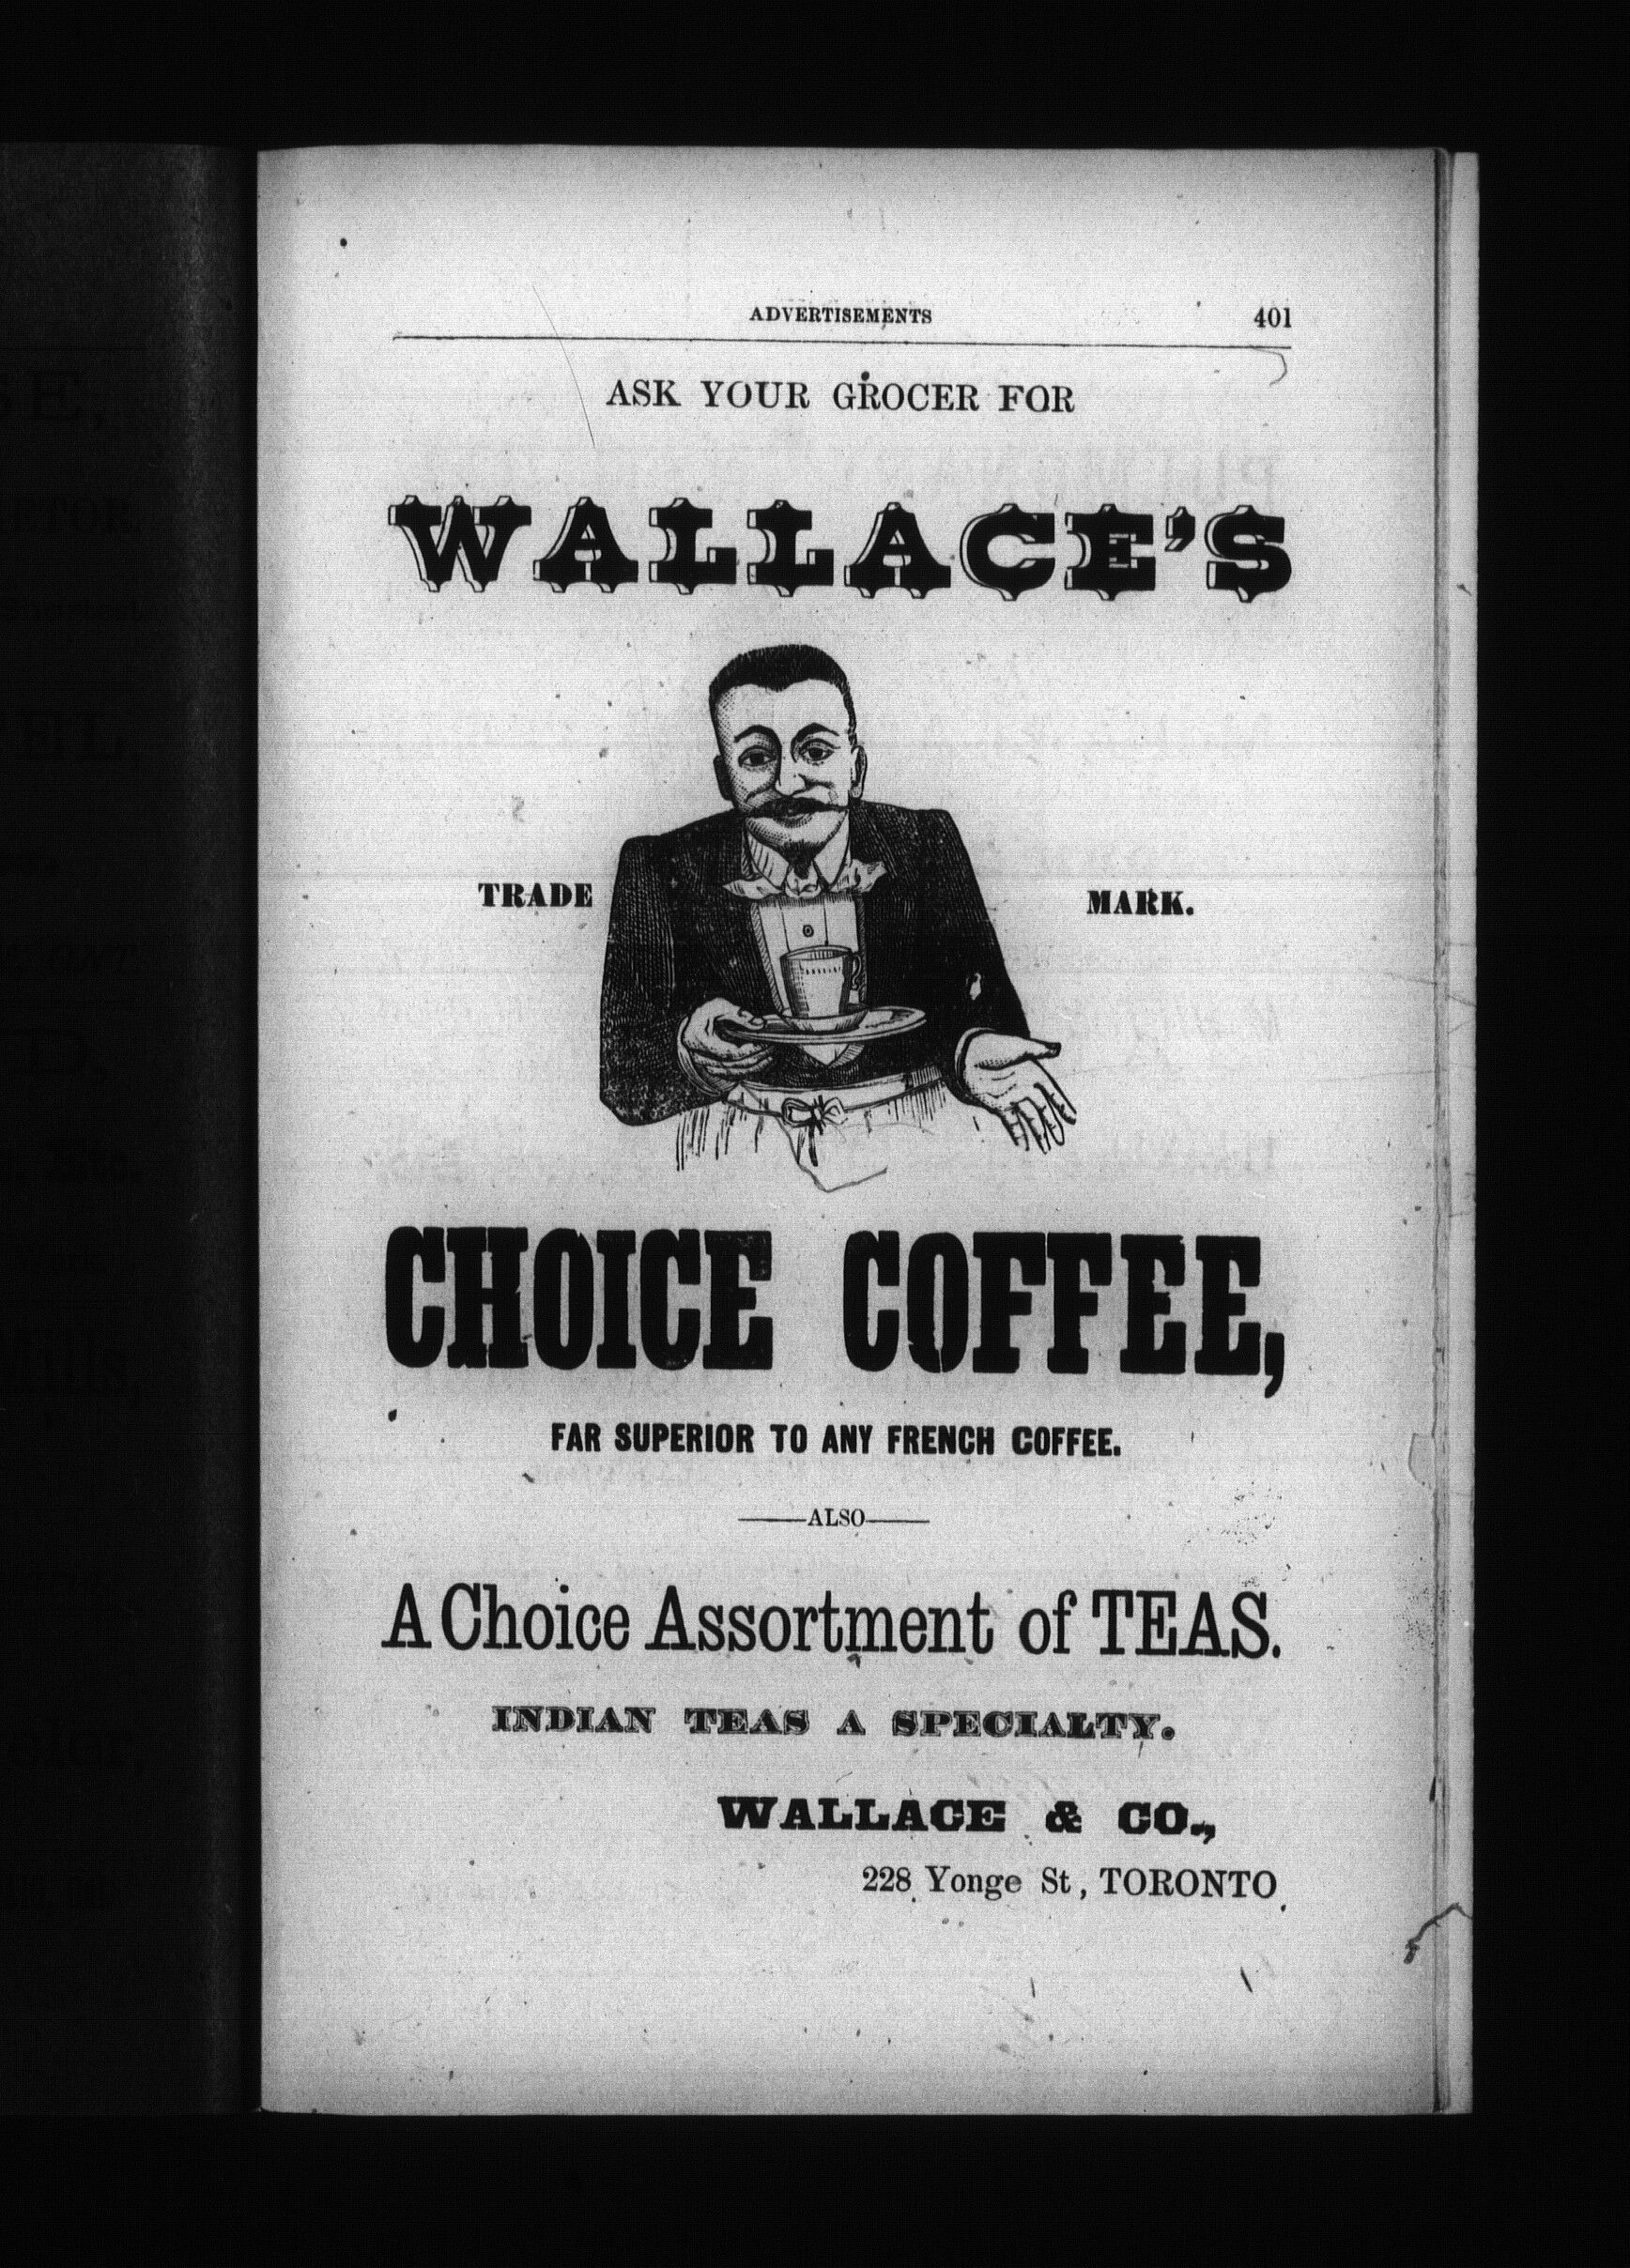 ADVERTISEMENTS 401
ASK YOUR GROCER FOR
WALLACE'S
TRADE MARK.
CHOICE COFFEE,
FAR SUPERIOR TO ANY FRENCH COFFEE.
ALSO
A Choice Assortment of TEAS.
INDIAN TEAS A SPECIALTY.
WALLACE & CO.,
228 Yonge St, TORONTO